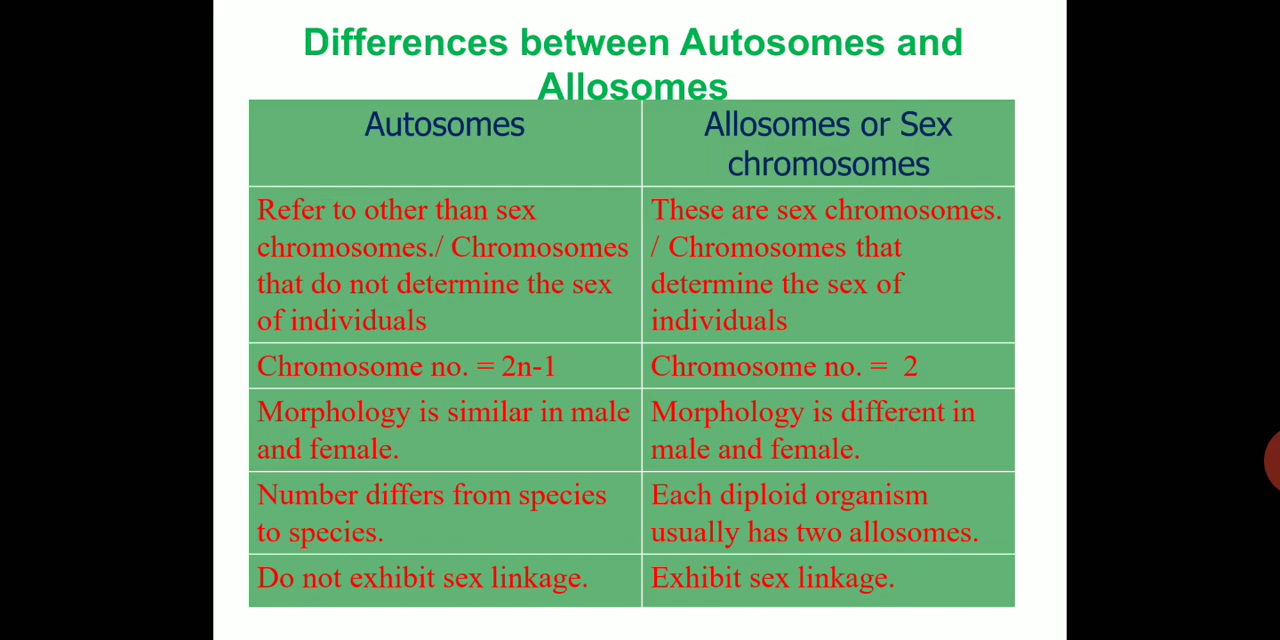 Differences between Autosomes and
Allosomes
Autosomes
Allosomes or Sex
chromosomes
Refer to other than sex
chromosomes./ Chromosomes
that do not determine the sex
of individuals
These are sex chromosomes.
/ Chromosomes that
determine the sex of
individuals
Chromosome no. = 2n-1
Chromosome no. =  2
Morphology is similar in male
and female.
Morphology is different in
male and female.
Number differs from species
to species.
Each diploid organism
usually has two allosomes.
Do not exhibit sex linkage.
Exhibit sex linkage.